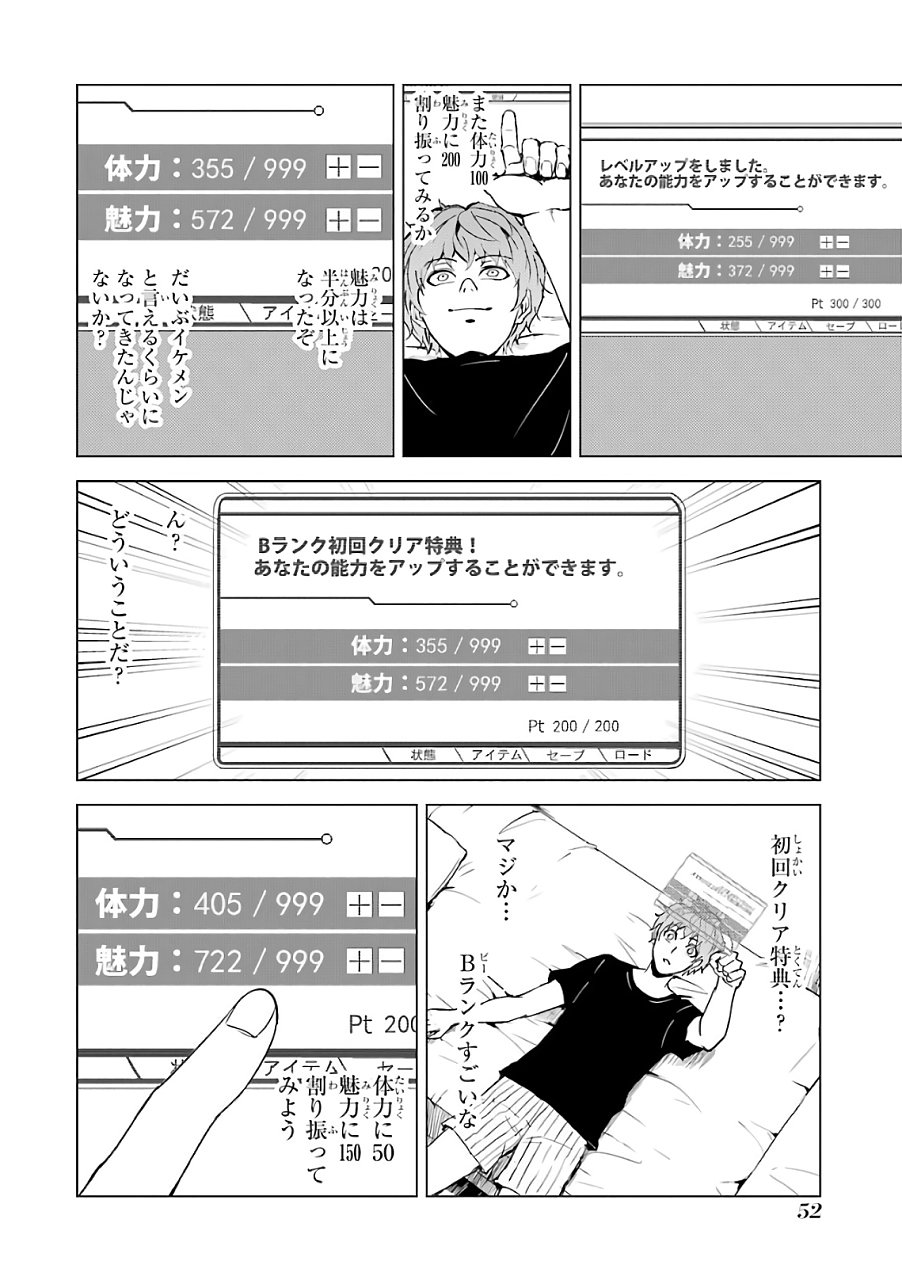 レベルアップをしました。
あなたの能力をアップすることができます。
体力：255 / 999 ＋－
魅力：372 / 999 ＋－
Pt 300 / 300
状態 アイテム セーブ ロード
また体力100
魅力に200
割り振ってみるか
体力：355 / 999 ＋－
魅力：572 / 999 ＋－
魅力は
半分以上に
なったぞ
だいぶイケメン
と言えるくらいに
なってきたんじゃ
ないか？
Bランク初回クリア特典！
あなたの能力をアップすることができます。
体力：355 / 999 ＋－
魅力：572 / 999 ＋－
Pt 200 / 200
状態 アイテム セーブ ロード
ん？
どういうことだ？
初回クリア特典…？
マジか…
Bランクすごいな
体力：405 / 999 ＋－
魅力：722 / 999 ＋－
Pt 200
アイテム セー
体力に50
魅力に150
割り振って
みよう
52